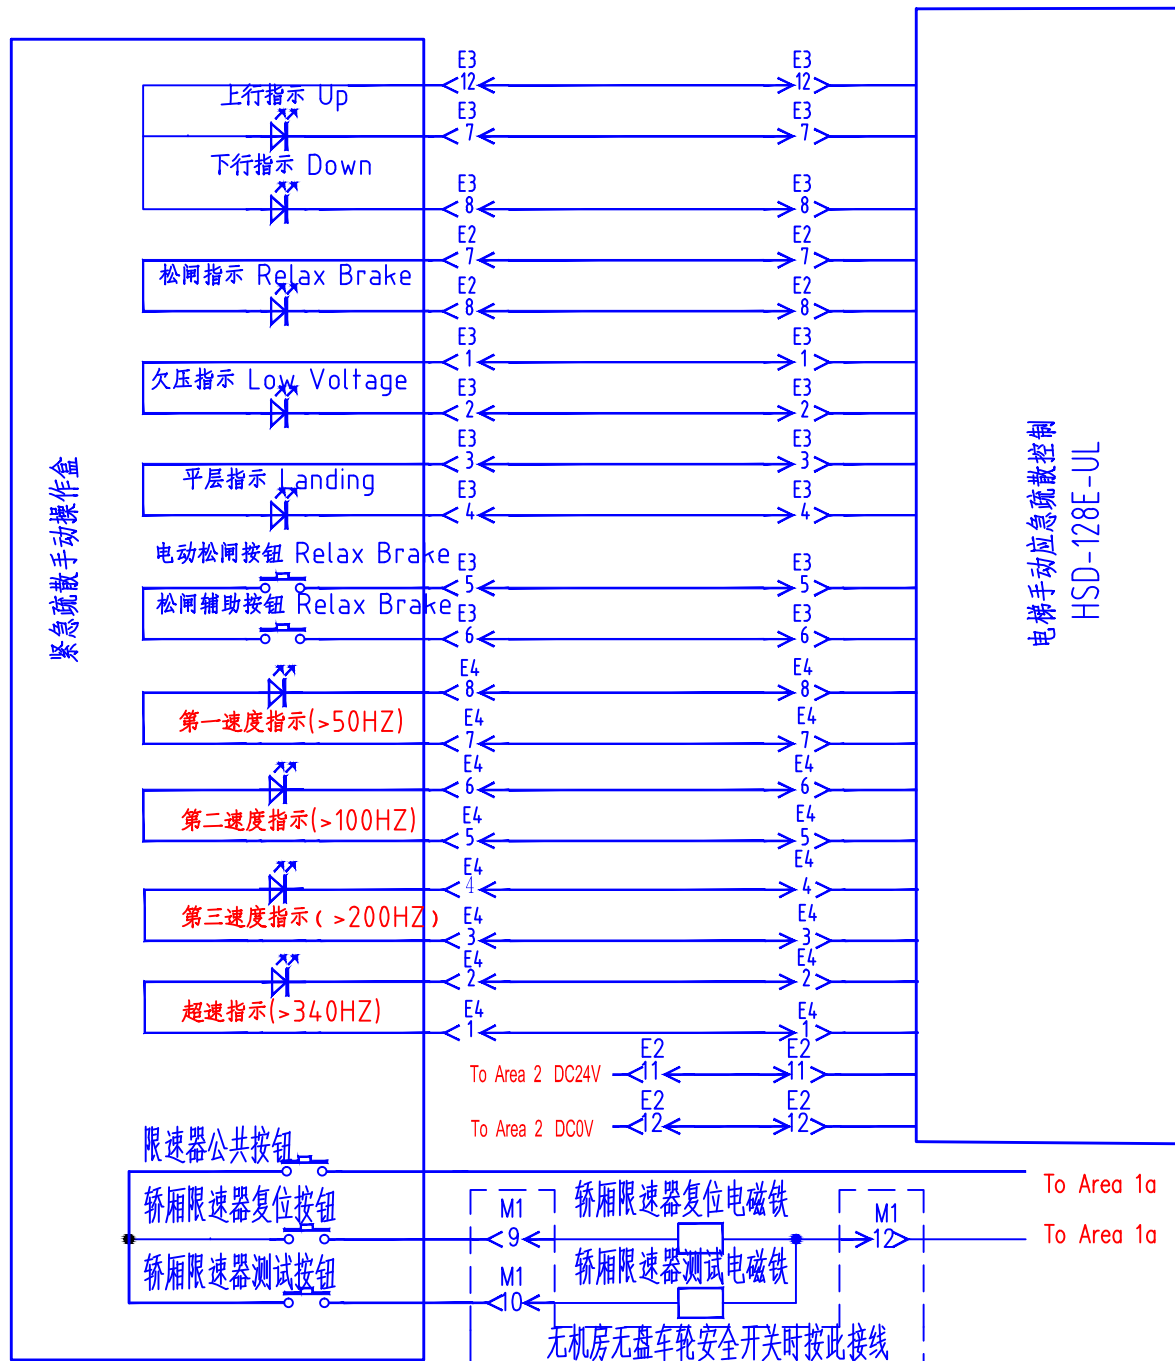 E3 E3
12 12
上行指示 Up
E3 E3
7 7
下行指示 Down
E3 E3
8 8
E2 E2
7 7
松闸指示 Relax Brake
E2 E2
8 8
E3 E3
1 1
欠压指示 Low Voltage
E3 E3
2 2
E3 E3
3 3
平层指示 Landing
E3 E3
4 4
电动松闸按钮 Relax Brake
E3 E3
5 5
松闸辅助按钮 Relax Brake
E3 E3
6 6
E4 E4
8 8
第一速度指示(>50HZ)
E4 E4
7 7
E4 E4
6 6
第二速度指示(>100HZ)
E4 E4
5 5
E4 E4
4 4
第三速度指示(>200HZ)
E4 E4
3 3
E4 E4
2 2
超速指示(>340HZ)
E4 E4
1 1
紧急疏散手动操作盒
电梯手动应急疏散控制
HSD-128E-UL
E2 E2
To Area 2 DC24V 11 11
E2 E2
To Area 2 DC0V 12 12
限速器公共按钮
To Area 1a
轿厢限速器复位按钮
M1
9
轿厢限速器复位电磁铁
M1
12
To Area 1a
轿厢限速器测试按钮
M1
10
轿厢限速器测试电磁铁
无机房无盘车轮安全开关时按此接线